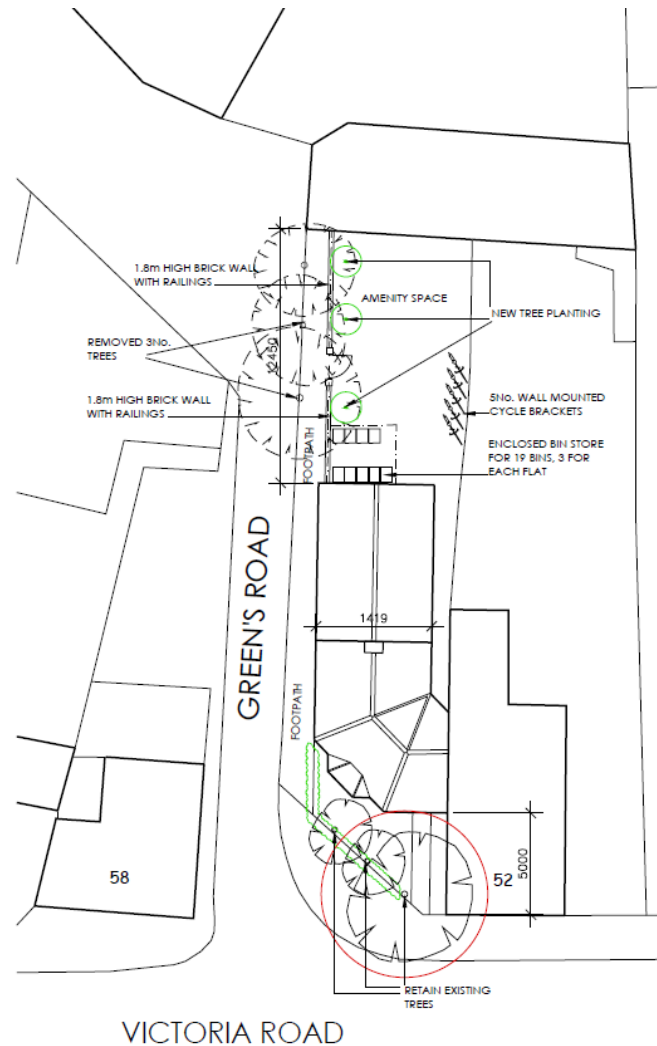 1.8m HIGH BRICK WALL
WITH RAILINGS
AMENITY SPACE
NEW TREE PLANTING
REMOVED 3No.
TREES
12450
1.8m HIGH BRICK WALL
WITH RAILINGS
5No. WALL MOUNTED
CYCLE BRACKETS
FOOTPATH
ENCLOSED BIN STORE
FOR 19 BINS, 3 FOR
EACH FLAT
GREEN'S ROAD
1419
FOOTPATH
58
52
5000
RETAIN EXISTING
TREES
VICTORIA ROAD